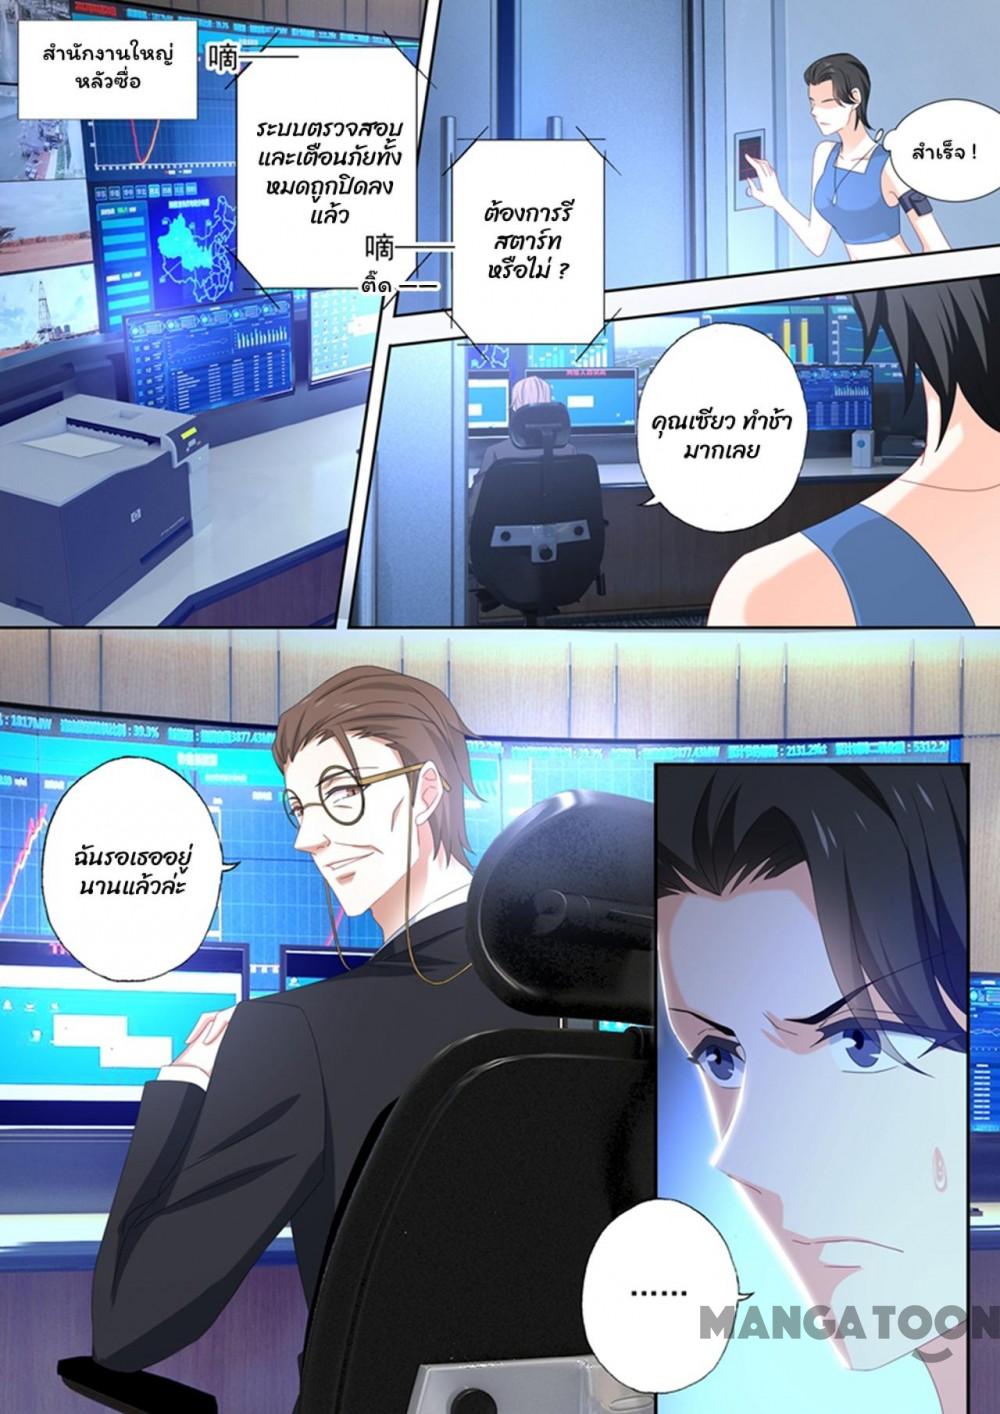 สำนักงานใหญ่
หลัวซื่อ
嘀——
ระบบตรวจสอบ
และเตือนภัยทั้ง
หมดถูกปิดลง
แล้ว
嘀——
ติ๊ด ——
ต้องการรี
สตาร์ท
หรือไม่ ?
สำเร็จ !
คุณเซียว ทำช้า
มากเลย
ฉันรอเธออยู่
นานแล้วล่ะ
......
MANGATOON